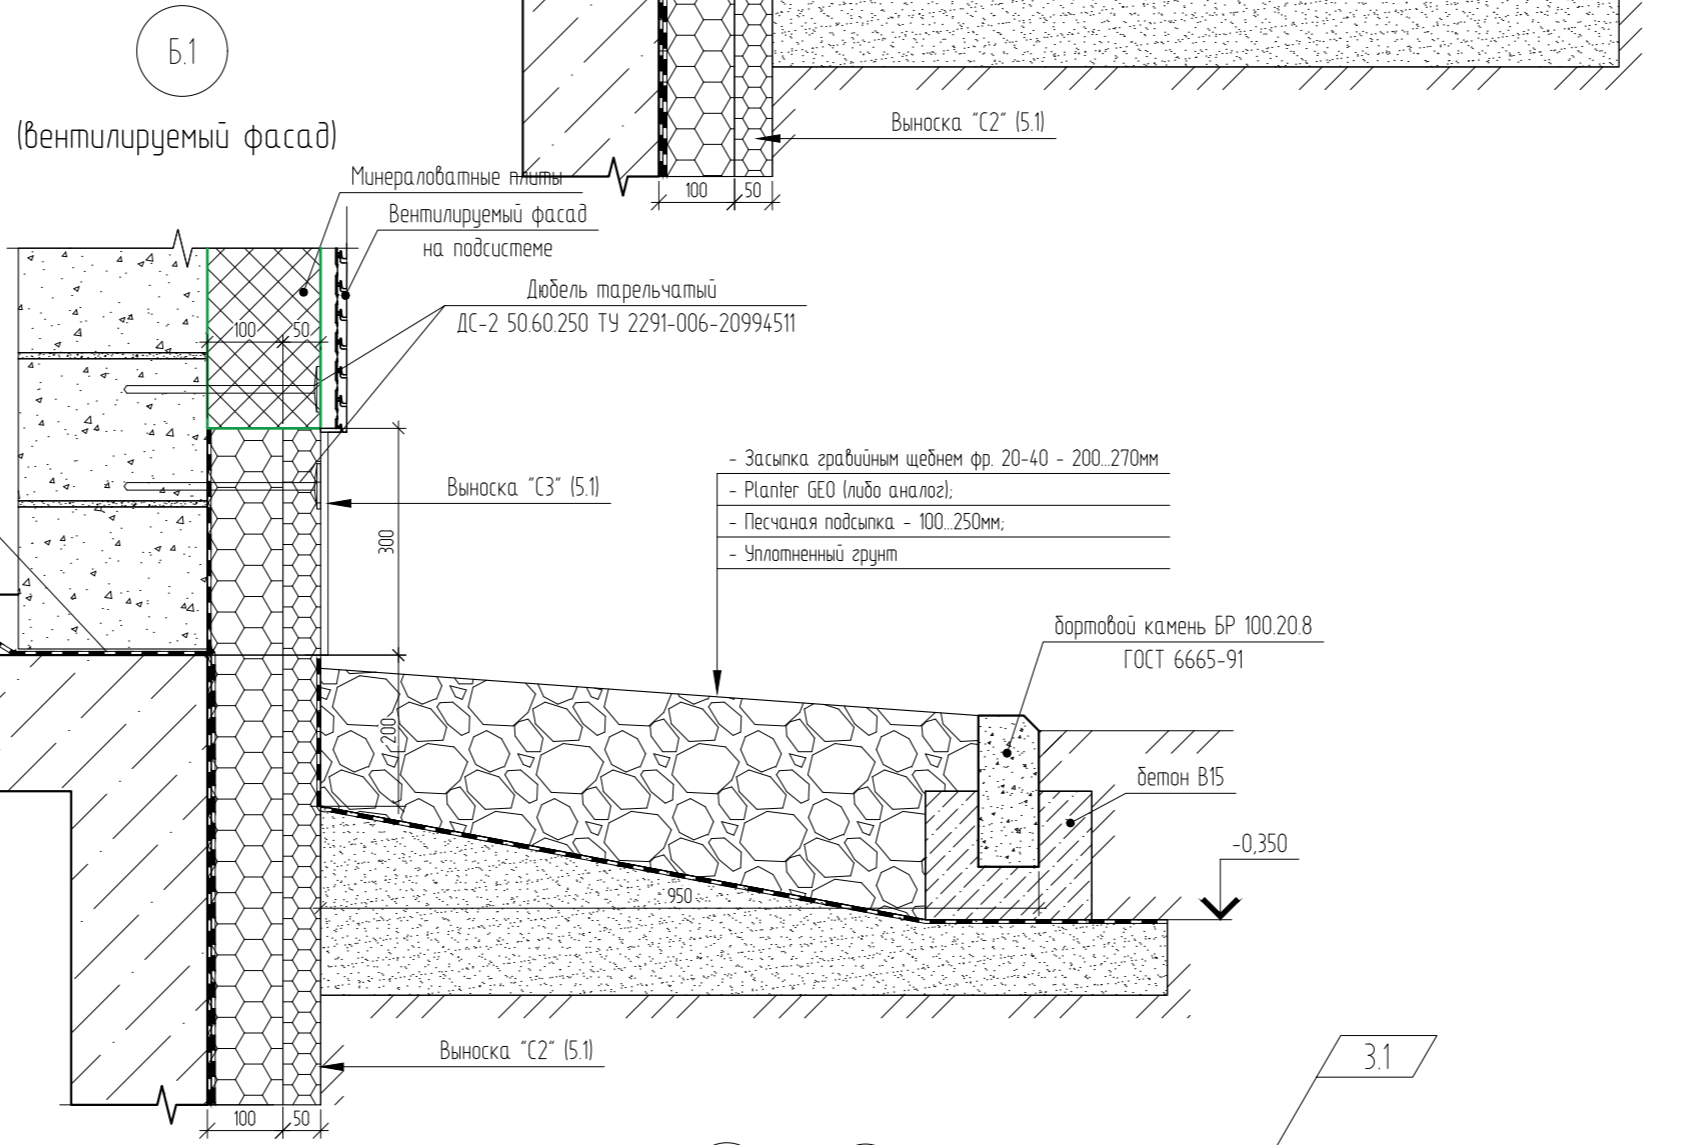 Б.1
(вентилируемый фасад)
Выноска "С2" (5.1)
100
50
Минераловатные плиты
Вентилируемый фасад
на подсистеме
Дюбель тарельчатый
ДС-2 50.60.250 ТУ 2291-006-20994511
100
50
Выноска "С3" (5.1)
300
- Засыпка гравийным щебнем фр. 20-40 - 200...270мм
- Planter GEO (либо аналог);
- Песчаная подсыпка - 100...250мм;
- Уплотненный грунт
бортовой камень БР 100.20.8
ГОСТ 6665-91
200
бетон В15
-0,350
950
Выноска "С2" (5.1)
100
50
3.1